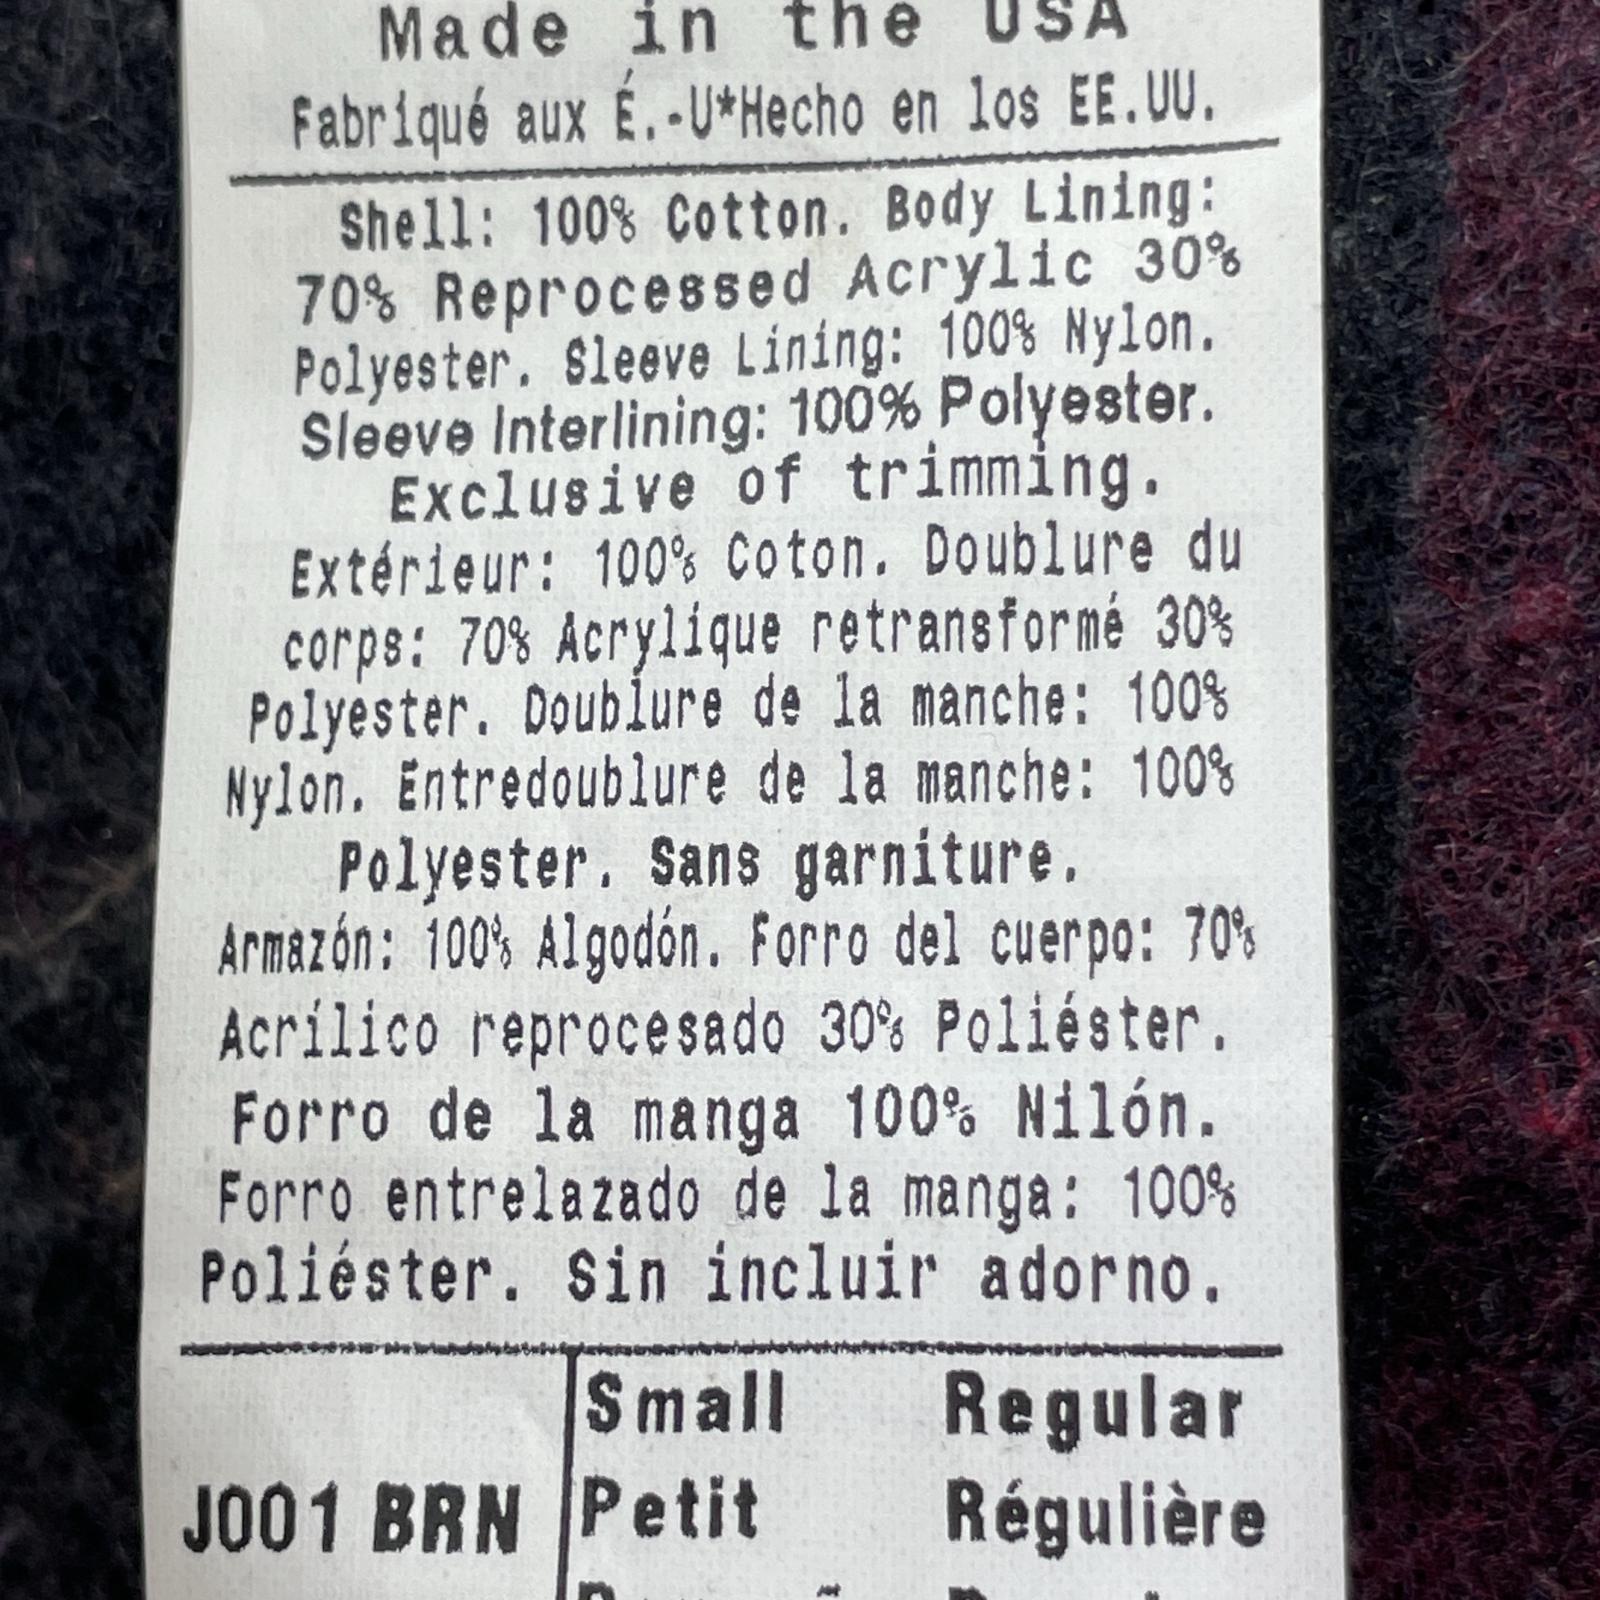 Made in the USA
Fabriqué aux É.-U*Hecho en los EE.UU.
Shell: 100% Cotton. Body Lining:
70% Reprocessed Acrylic 30%
Polyester. Sleeve Lining: 100% Nylon.
Sleeve Interlining: 100% Polyester.
Exclusive of trimming.
Extérieur: 100% Coton. Doublure du
corps: 70% Acrylique retransformé 30%
Polyester. Doublure de la manche: 100%
Nylon. Entredoublure de la manche: 100%
Polyester. Sans garniture.
Armazón: 100% Algodón. Forro del cuerpo: 70%
Acrílico reprocesado 30% Poliéster.
Forro de la manga 100% Nilón.
Forro entrelazado de la manga: 100%
Poliéster. Sin incluir adorno.
Small Regular
J001 BRN
Petit Régulière